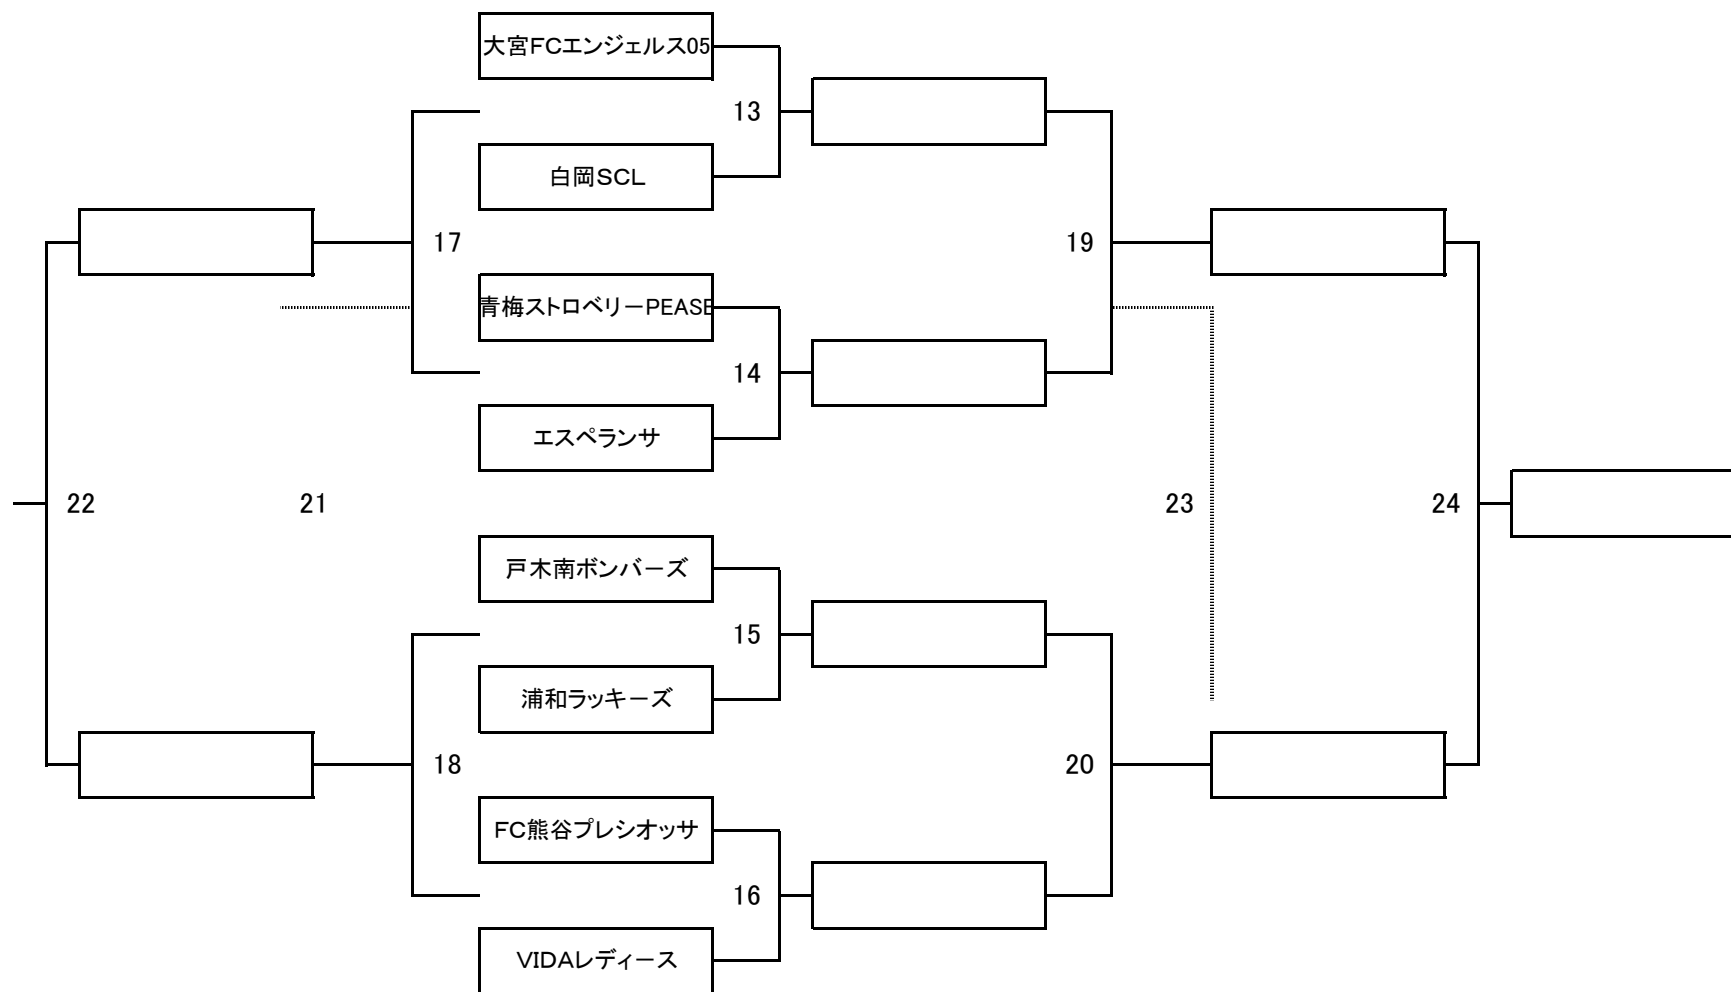 大宮FCエンジェルス05
13
白岡SCL
17
19
青梅ストロベリーPEASE
14
エスペランサ
22
21
23
24
戸木南ボンバーズ
15
浦和ラッキーズ
18
20
FC熊谷プレシオッサ
16
VIDAレディース